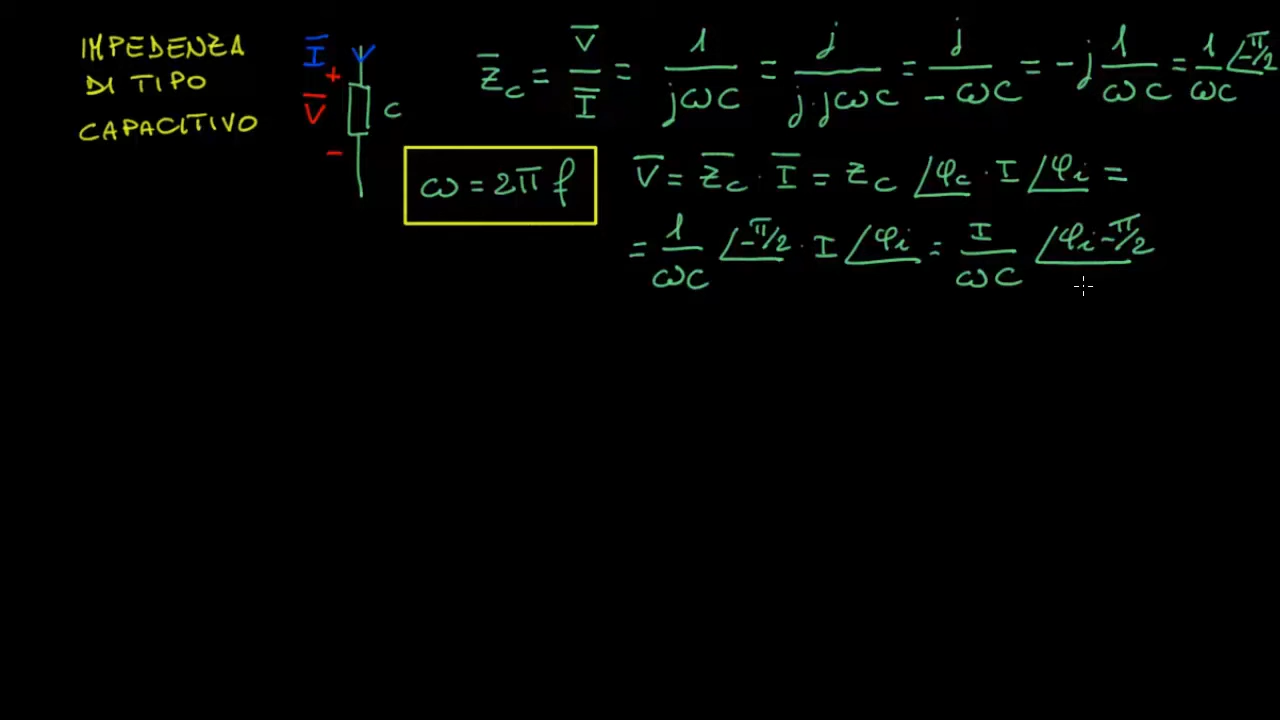 IMPEDENZA
DI TIPO
CAPACITIVO
I̅
+
V̅
−
C
Z̅c = V̅/I̅ = 1/(jωC) = j/(j·jωC) = j/(−ωC) = −j 1/(ωC) = 1/(ωC) ∠−π/2
ω = 2π f
V̅ = Z̅c · I̅ = Zc ∠φc · I ∠φi =
= 1/(ωC) ∠−π/2 · I ∠φi = I/(ωC) ∠φi−π/2